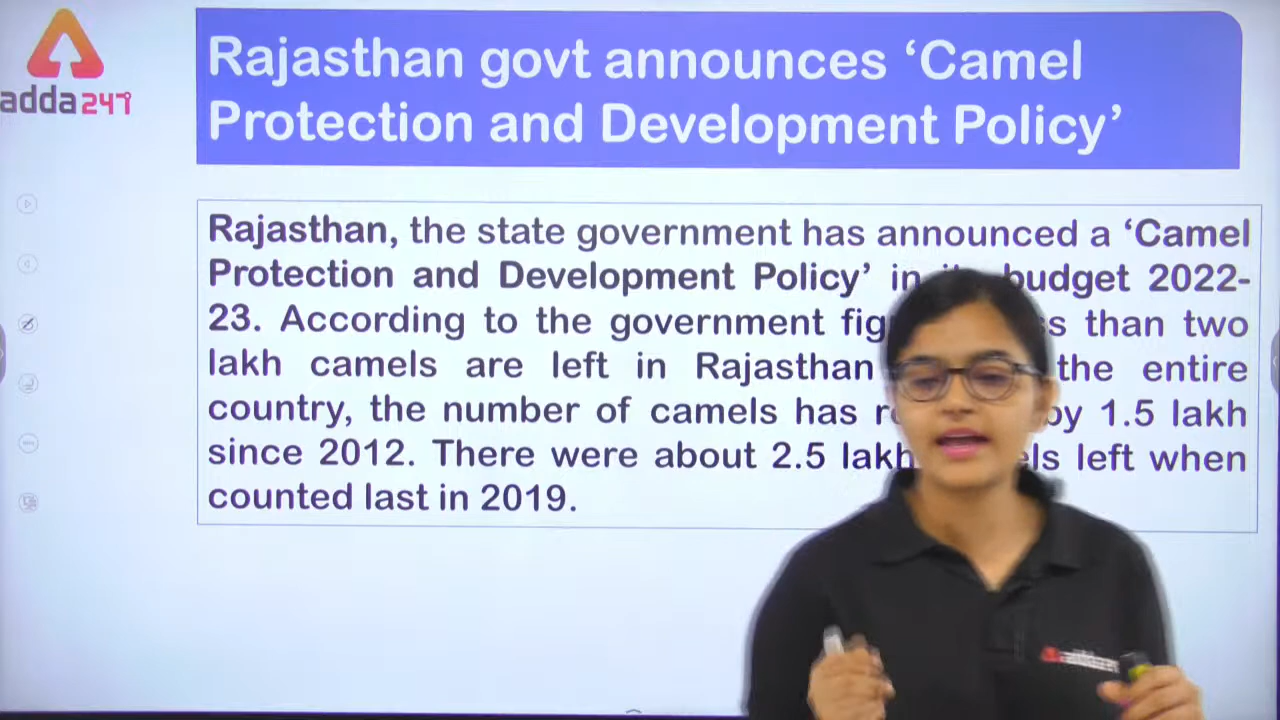 adda247
Rajasthan govt announces ‘Camel
Protection and Development Policy’
Rajasthan, the state government has announced a ‘Camel
Protection and Development Policy’ in budget 2022-
23. According to the government than two
lakh camels are left in Rajasthan the entire
country, the number of camels has by 1.5 lakh
since 2012. There were about 2.5 lakh left when
counted last in 2019.